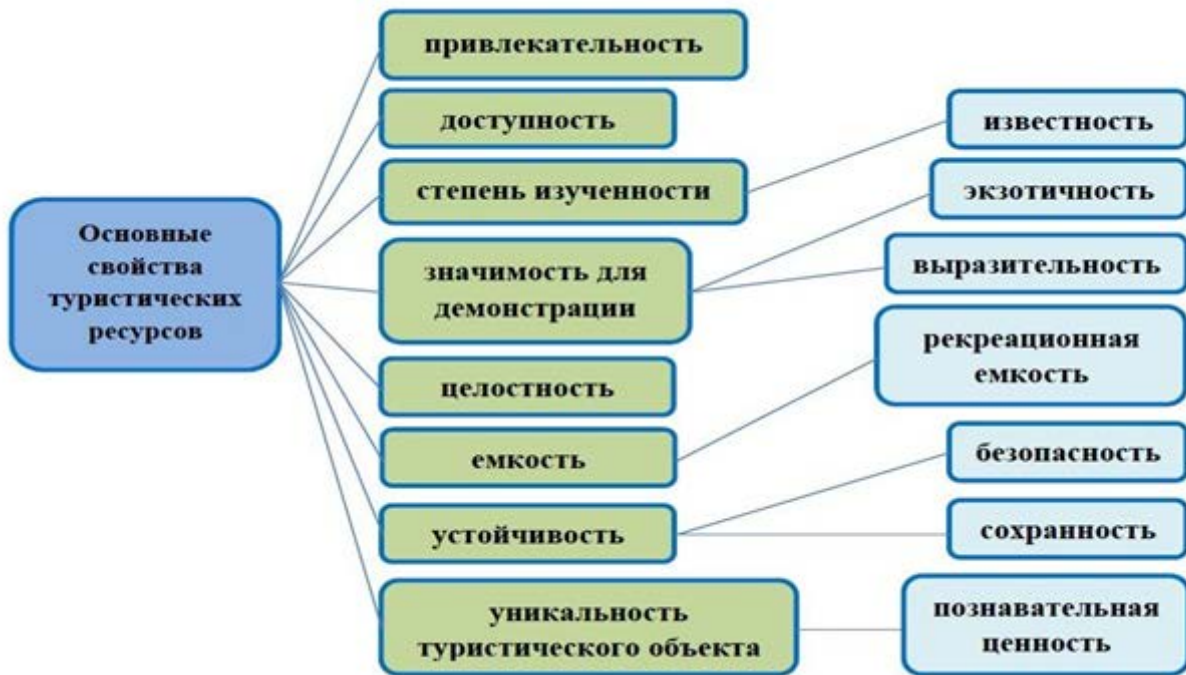 Основные
свойства
туристических
ресурсов
привлекательность
доступность
степень изученности
значимость для
демонстрации
целостность
емкость
устойчивость
уникальность
туристического объекта
известность
экзотичность
выразительность
рекреационная
емкость
безопасность
сохранность
познавательная
ценность